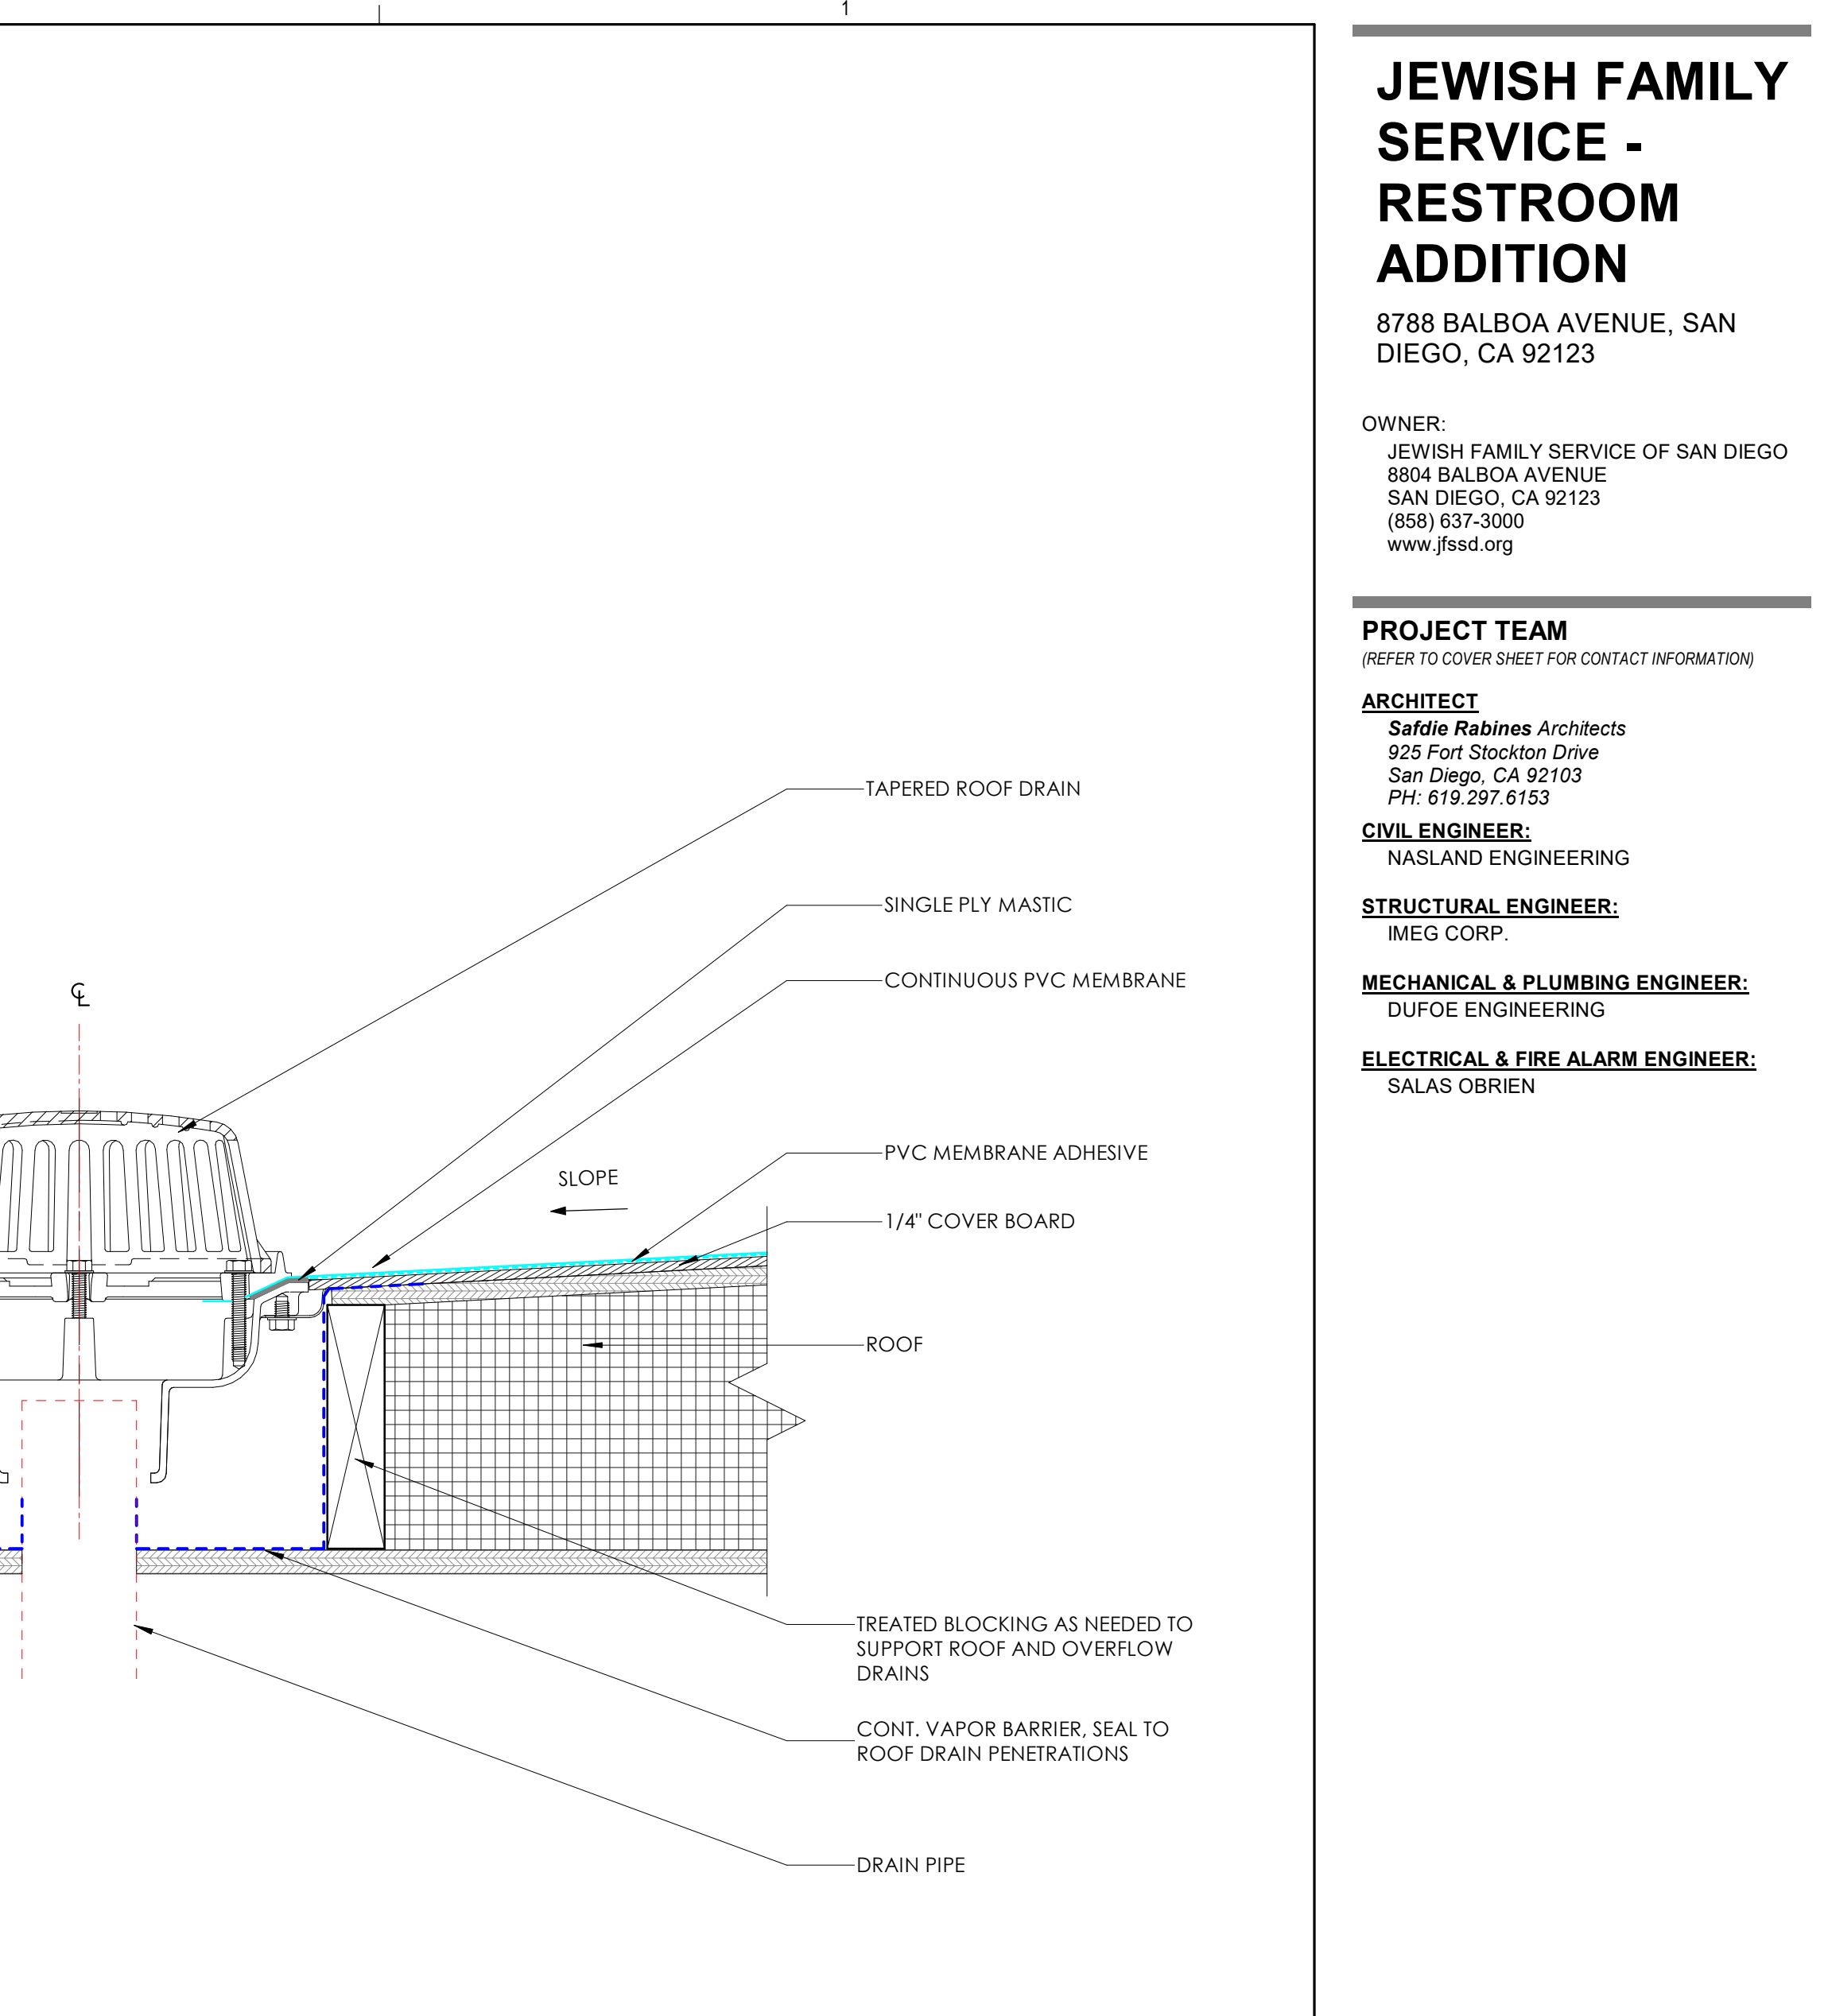 1
JEWISH FAMILY
SERVICE -
RESTROOM
ADDITION
8788 BALBOA AVENUE, SAN
DIEGO, CA 92123
OWNER:
JEWISH FAMILY SERVICE OF SAN DIEGO
8804 BALBOA AVENUE
SAN DIEGO, CA 92123
(858) 637-3000
www.jfssd.org
PROJECT TEAM
(REFER TO COVER SHEET FOR CONTACT INFORMATION)
ARCHITECT
Safdie Rabines Architects
925 Fort Stockton Drive
San Diego, CA 92103
PH: 619.297.6153
CIVIL ENGINEER:
NASLAND ENGINEERING
STRUCTURAL ENGINEER:
IMEG CORP.
MECHANICAL & PLUMBING ENGINEER:
DUFOE ENGINEERING
ELECTRICAL & FIRE ALARM ENGINEER:
SALAS OBRIEN
TAPERED ROOF DRAIN
SINGLE PLY MASTIC
CONTINUOUS PVC MEMBRANE
℄
PVC MEMBRANE ADHESIVE
SLOPE
1/4" COVER BOARD
ROOF
TREATED BLOCKING AS NEEDED TO
SUPPORT ROOF AND OVERFLOW
DRAINS
CONT. VAPOR BARRIER, SEAL TO
ROOF DRAIN PENETRATIONS
DRAIN PIPE